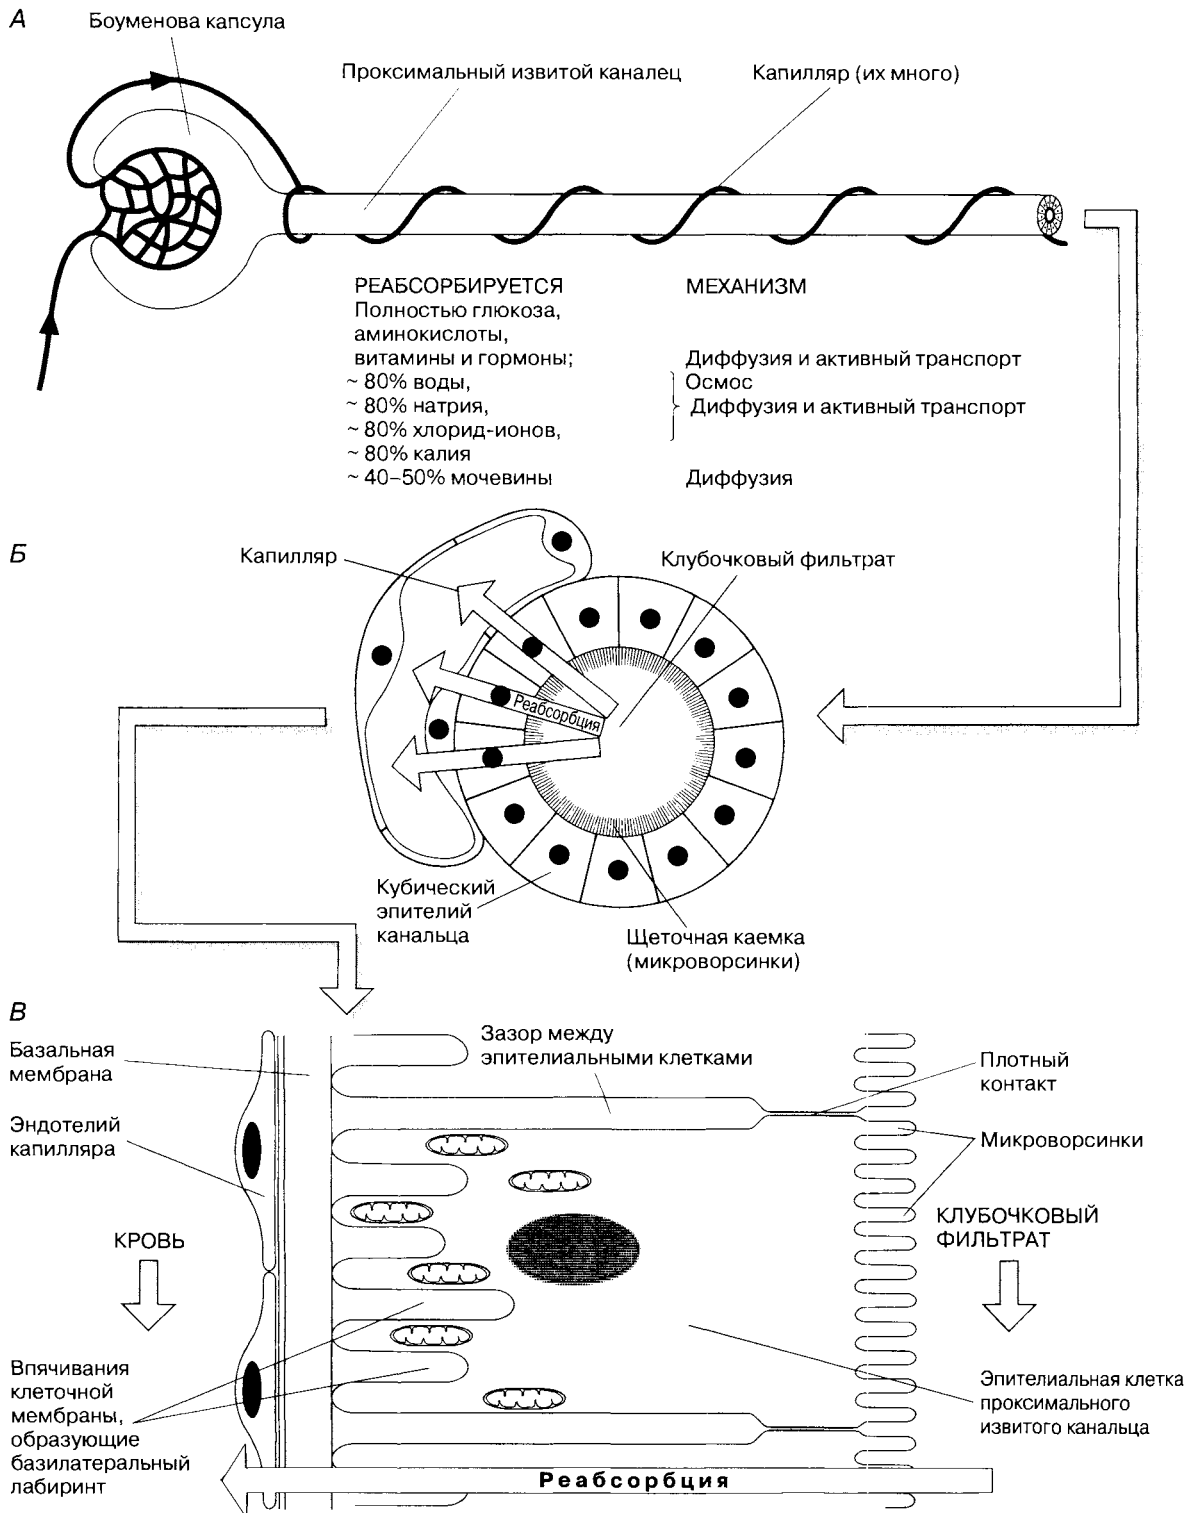 А
Боуменова капсула
Проксимальный извитой каналец
Капилляр (их много)
РЕАБСОРБИРУЕТСЯ
МЕХАНИЗМ
Полностью глюкоза,
аминокислоты,
витамины и гормоны;
Диффузия и активный транспорт
~ 80% воды,
Осмос
~ 80% натрия,
Диффузия и активный транспорт
~ 80% хлорид-ионов,
~ 80% калия
~ 40–50% мочевины
Диффузия
Б
Капилляр
Клубочковый фильтрат
Реабсорбция
Кубический
эпителий
канальца
Щеточная каемка
(микроворсинки)
В
Базальная
мембрана
Зазор между
эпителиальными клетками
Плотный
контакт
Эндотелий
капилляра
Микроворсинки
КРОВЬ
КЛУБОЧКОВЫЙ
ФИЛЬТРАТ
Впячивания
клеточной
мембраны,
образующие
базилатеральный
лабиринт
Эпителиальная клетка
проксимального
извитого канальца
Реабсорбция